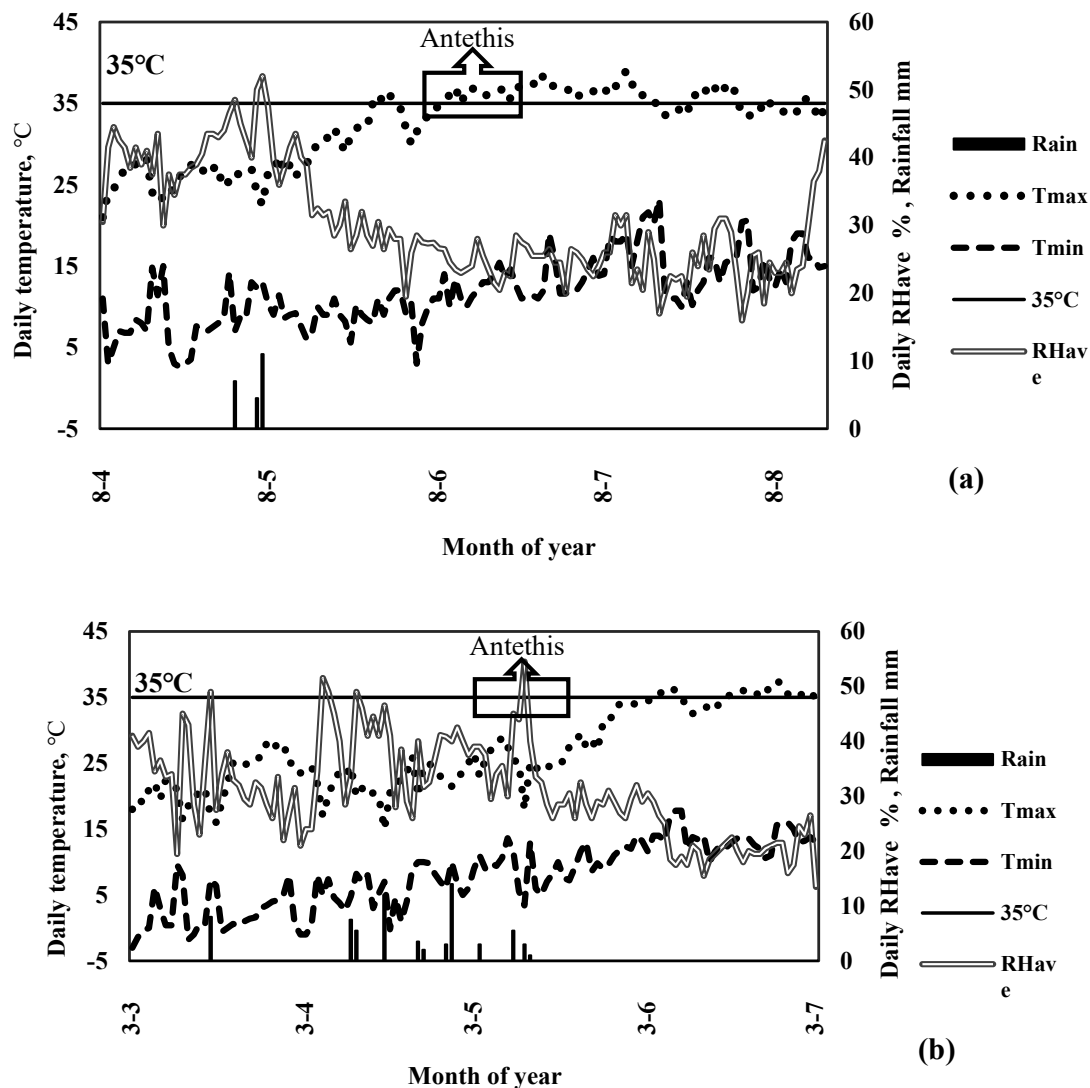 45
35
25
15
5
-5
Daily temperature, °C
35°C
Antethis
60
50
40
30
20
10
0
Daily RHave %, Rainfall mm
8-4
8-5
8-6
8-7
8-8
Month of year
Rain
Tmax
Tmin
35°C
RHav
e
(a)
45
35
25
15
5
-5
Daily temperature, °C
35°C
Antethis
60
50
40
30
20
10
0
Daily RHave %, Rainfall mm
3-3
3-4
3-5
3-6
3-7
Month of year
Rain
Tmax
Tmin
35°C
RHav
e
(b)